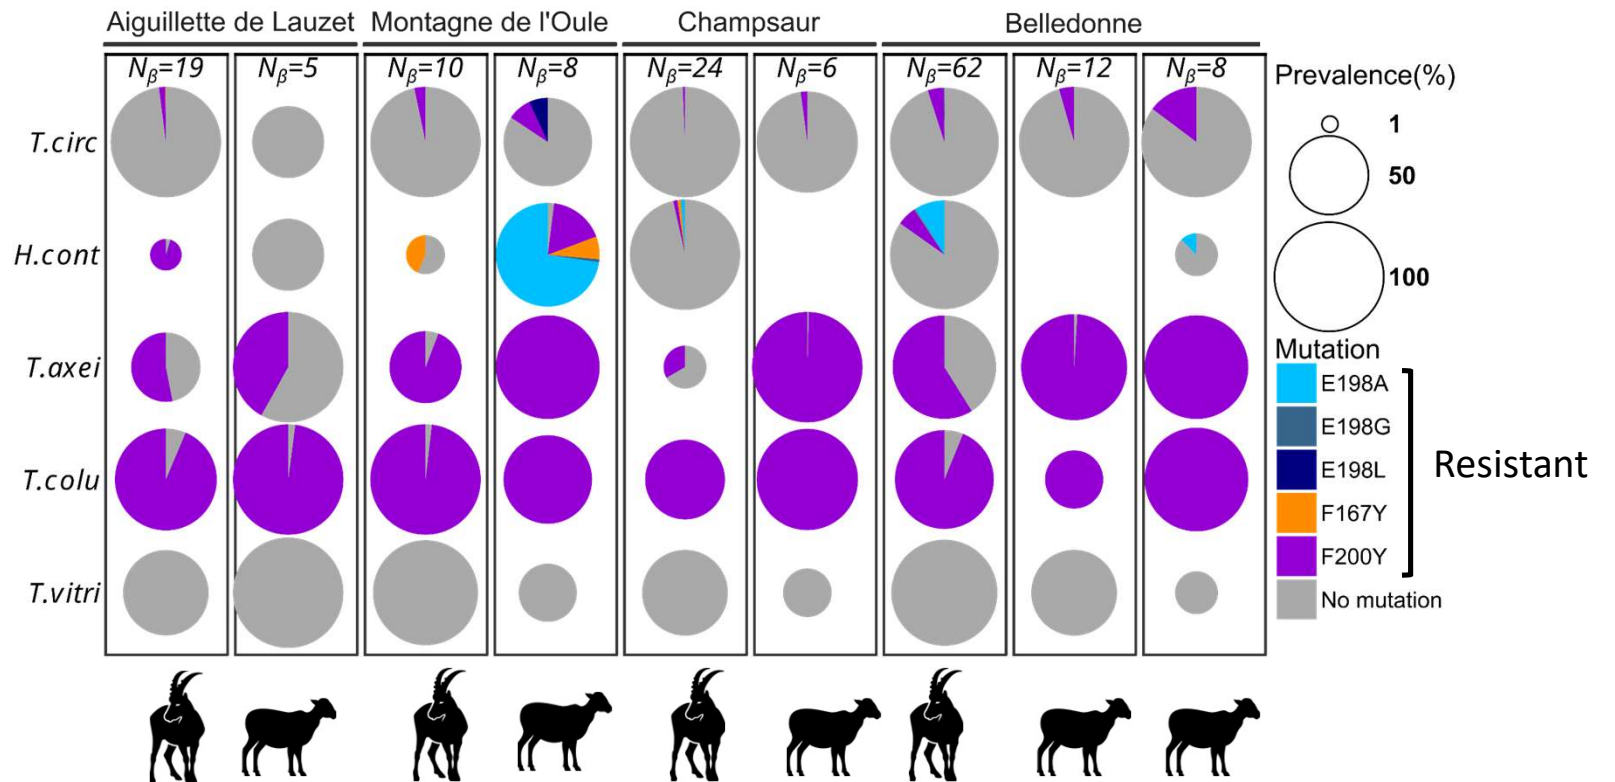 Aiguillette de Lauzet Montagne de l'Oule Champsaur Belledonne
Nβ=19 Nβ=5 Nβ=10 Nβ=8 Nβ=24 Nβ=6 Nβ=62 Nβ=12 Nβ=8
Prevalence(%)
1
50
100
T.circ
H.cont
T.axei
T.colu
T.vitri
Mutation
E198A
E198G
E198L
F167Y
F200Y
No mutation
Resistant